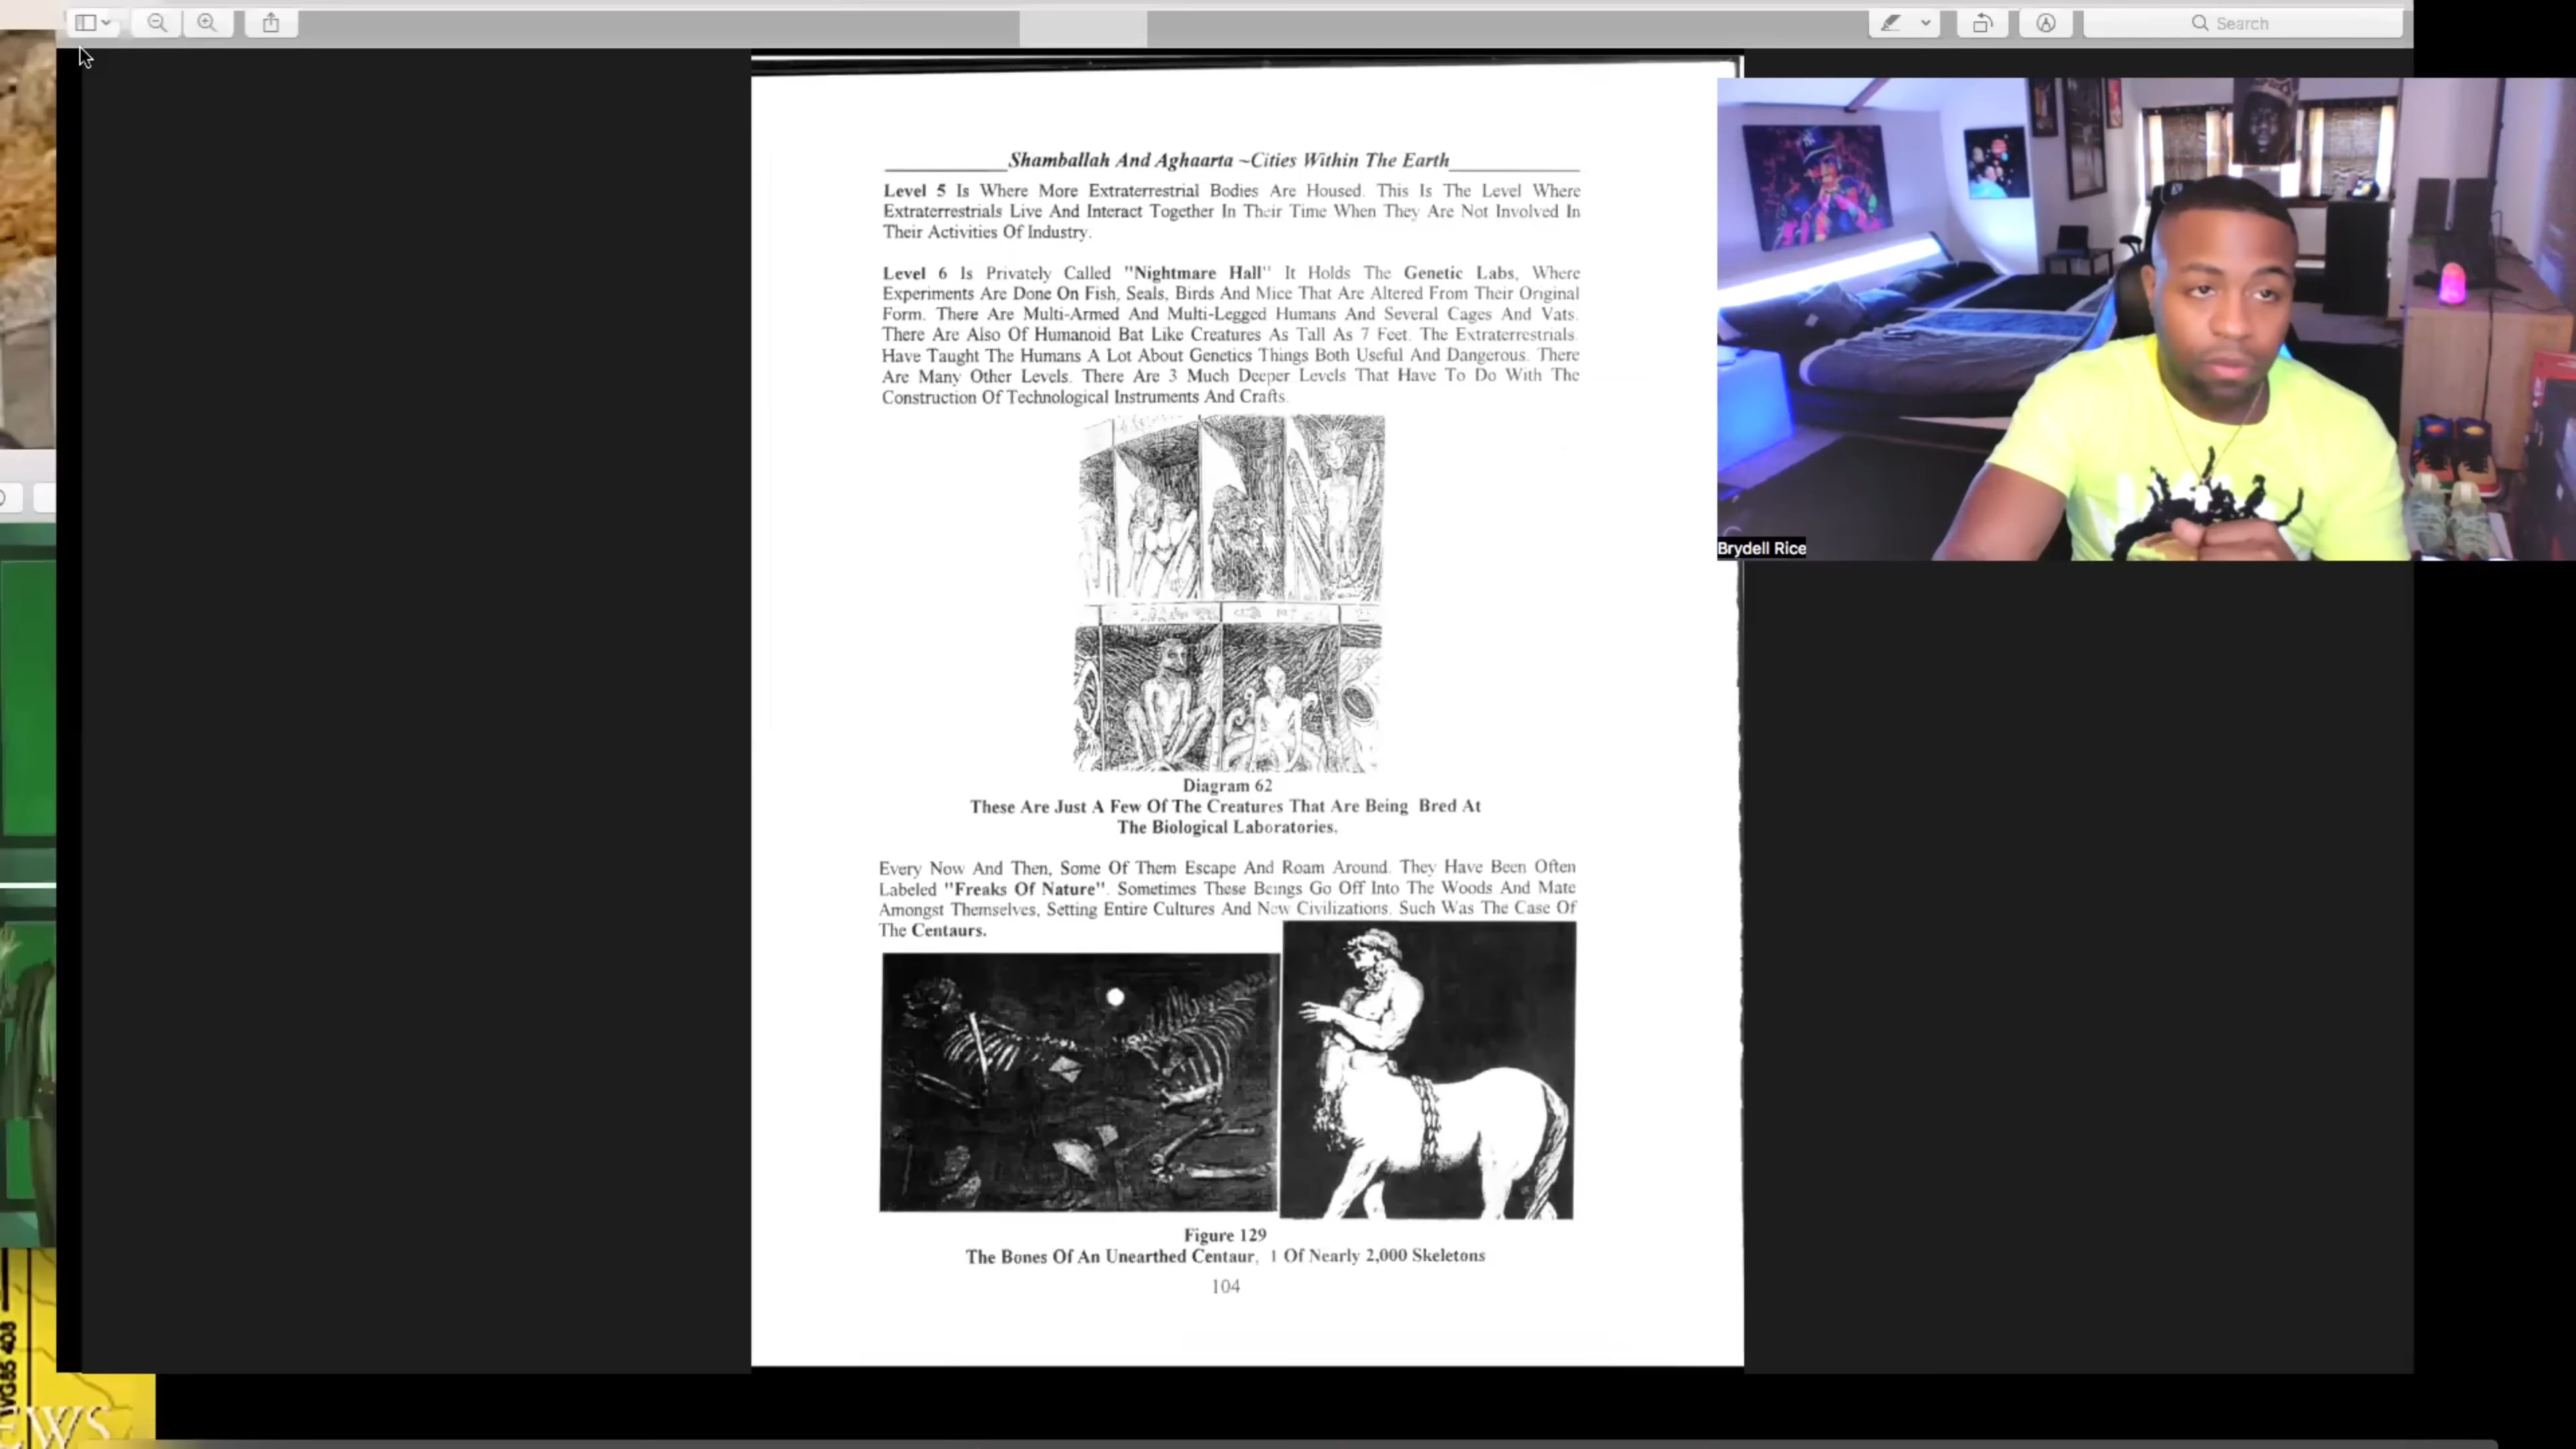 Search
Shamballah And Aghaarta ~Cities Within The Earth
Level 5 Is Where More Extraterrestrial Bodies Are Housed. This Is The Level Where
Extraterrestrials Live And Interact Together In Their Time When They Are Not Involved In
Their Activities Of Industry.
Level 6 Is Privately Called "Nightmare Hall" It Holds The Genetic Labs, Where
Experiments Are Done On Fish, Seals, Birds And Mice That Are Altered From Their Original
Form. There Are Multi-Armed And Multi-Legged Humans And Several Cages And Vats.
There Are Also Of Humanoid Bat Like Creatures As Tall As 7 Feet. The Extraterrestrials.
Have Taught The Humans A Lot About Genetics Things Both Useful And Dangerous. There
Are Many Other Levels. There Are 3 Much Deeper Levels That Have To Do With The
Construction Of Technological Instruments And Crafts.
Diagram 62
These Are Just A Few Of The Creatures That Are Being Bred At
The Biological Laboratories.
Every Now And Then, Some Of Them Escape And Roam Around. They Have Been Often
Labeled "Freaks Of Nature". Sometimes These Beings Go Off Into The Woods And Mate
Amongst Themselves, Setting Entire Cultures And New Civilizations. Such Was The Case Of
The Centaurs.
Figure 129
The Bones Of An Unearthed Centaur, 1 Of Nearly 2,000 Skeletons
104
Brydell Rice